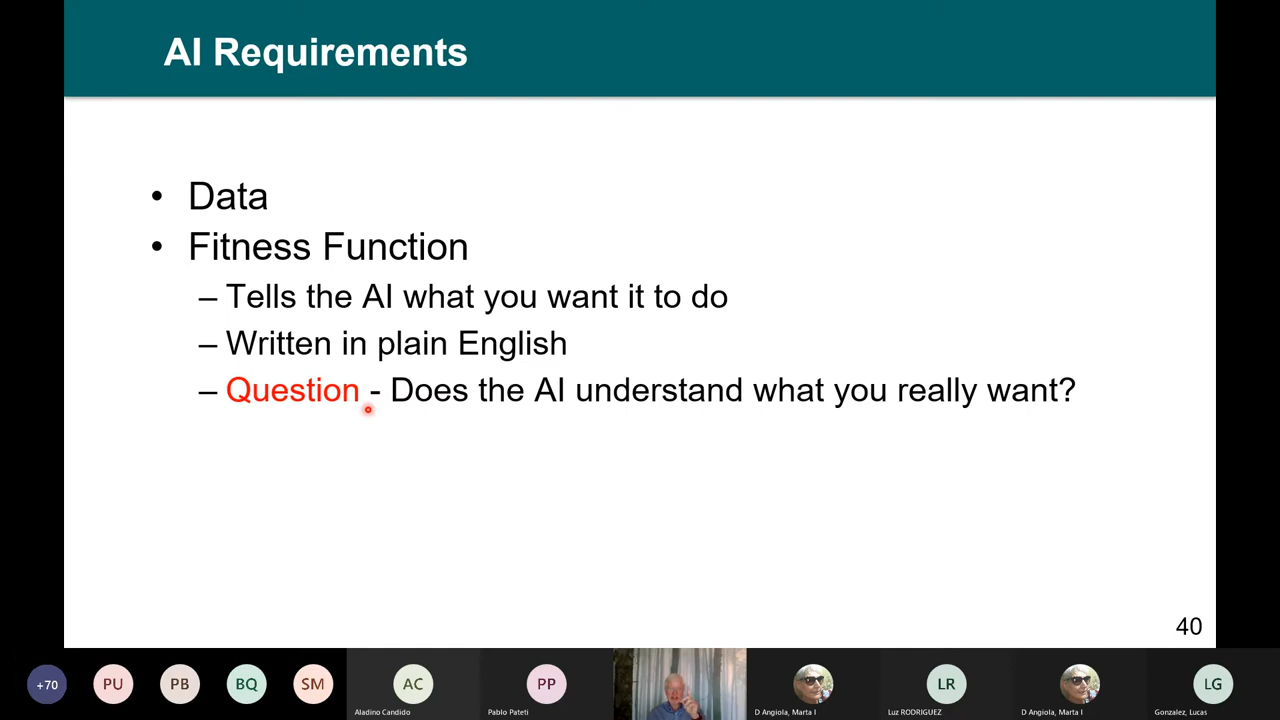 AI Requirements
• Data
• Fitness Function
– Tells the AI what you want it to do
– Written in plain English
– Question - Does the AI understand what you really want?
40
+70
PU
PB
BQ
SM
AC
PP
LR
LG
Aladino Candido
Pablo Pateti
D Angiola, Marta I
Luz RODRIGUEZ
D Angiola, Marta I
Gonzalez, Lucas